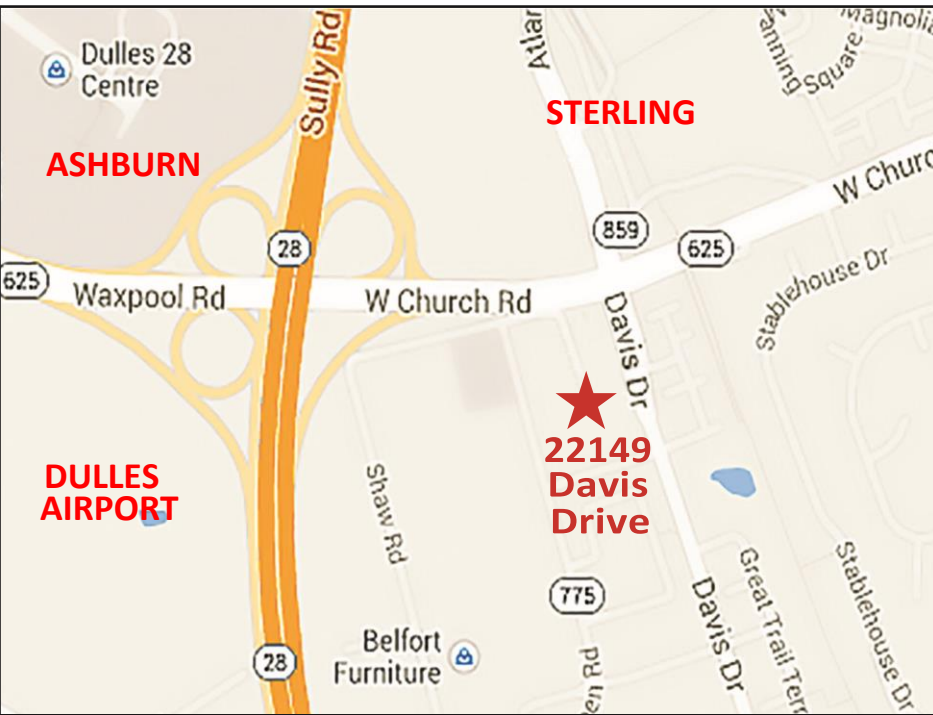 Dulles 28
Centre
Sully Rd
STERLING
Magnolia
Square
ASHBURN
W Church
859
28
625
625
Waxpool Rd
W Church Rd
Stablehouse Dr
Davis Dr
22149
Davis
Drive
DULLES
AIRPORT
Shaw Rd
Stablehouse Dr
775
Great Trail Terr
Davis Dr
Belfort
Furniture
28
Rd